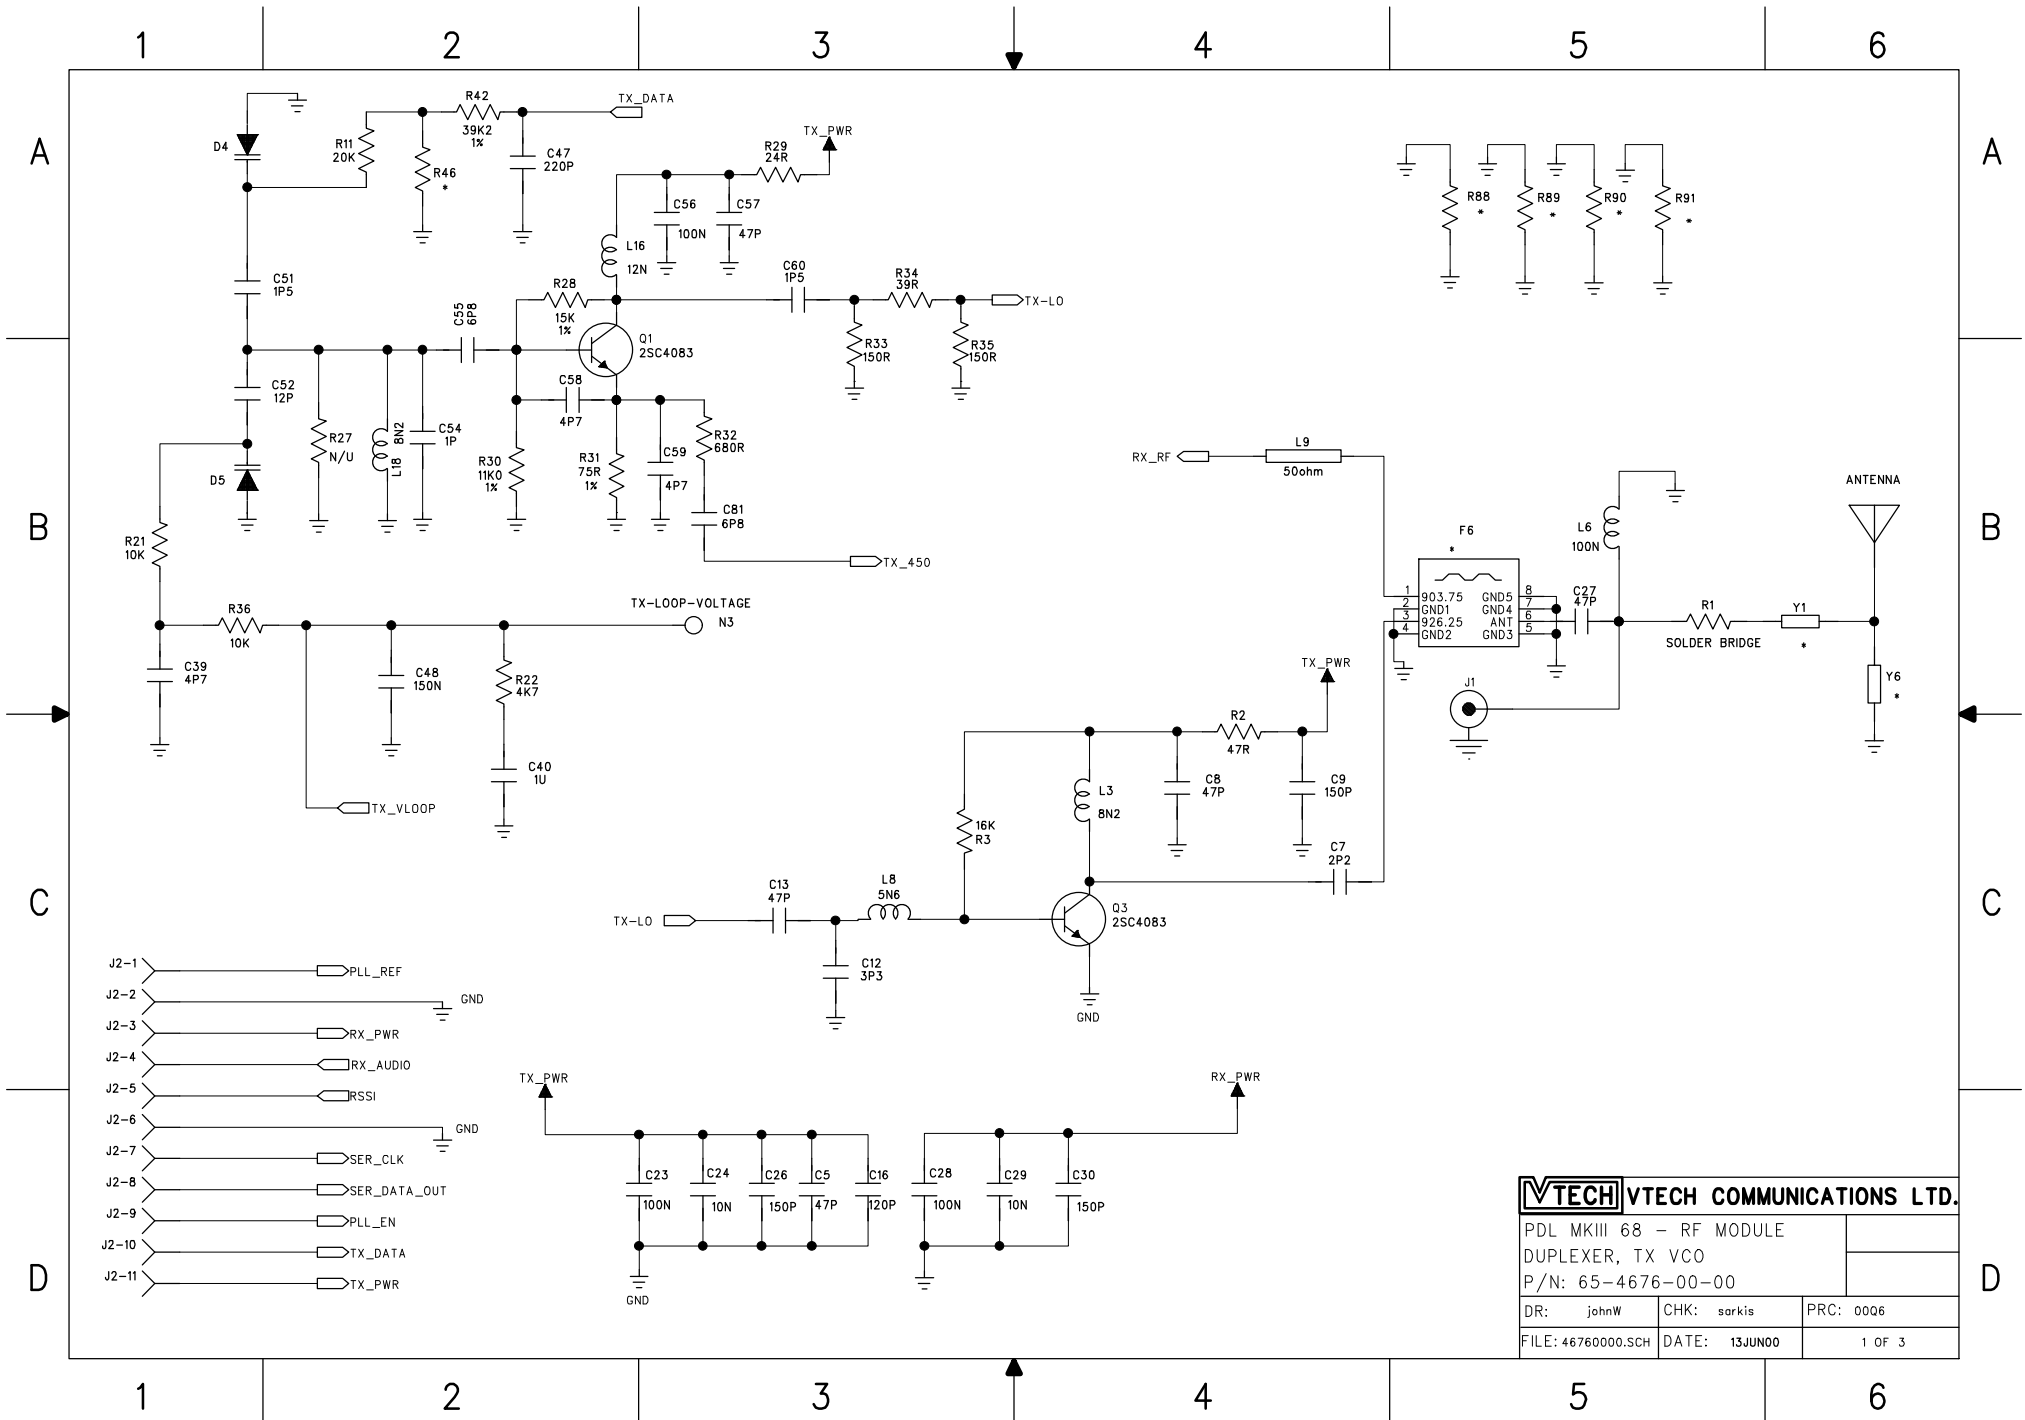 1 2 3 4 5 6
A A
B B
C C
D D
TX_DATA
R42
39K2
1%
R11
20K
R46
*
C47
220P
D4
C51
1P5
C52
12P
D5
R27
N/U
L18 8N2
C54
1P
C55
6P8
R28
15K
1%
Q1
2SC4083
L16
12N
C56
100N
C57
47P
R29
24R
TX_PWR
C60
1P5
R34
39R
TX-LO
R33
150R
R35
150R
C58
4P7
R30
11K0
1%
R31
75R
1%
C59
4P7
R32
680R
C81
6P8
TX_450
R88
*
R89
*
R90
*
R91
*
R21
10K
R36
10K
C39
4P7
TX-LOOP-VOLTAGE
N3
C48
150N
R22
4K7
C40
1U
TX_VLOOP
RX_RF
L9
50ohm
F6
*
1 903.75 GND5 8
2 GND1 GND4 7
3 926.25 ANT 6
4 GND2 GND3 5
L6
100N
C27
47P
R1
SOLDER BRIDGE
Y1
*
ANTENNA
Y6
*
J1
TX_PWR
R2
47R
C8
47P
C9
150P
L3
8N2
16K
R3
C7
2P2
TX-LO
C13
47P
L8
5N6
C12
3P3
Q3
2SC4083
GND
J2-1 PLL_REF
J2-2 GND
J2-3 RX_PWR
J2-4 RX_AUDIO
J2-5 RSSI
J2-6 GND
J2-7 SER_CLK
J2-8 SER_DATA_OUT
J2-9 PLL_EN
J2-10 TX_DATA
J2-11 TX_PWR
TX_PWR
C23
100N
C24
10N
C26
150P
C5
47P
C16
120P
GND
RX_PWR
C28
100N
C29
10N
C30
150P
VTECH VTECH COMMUNICATIONS LTD.
PDL MKIII 68 - RF MODULE
DUPLEXER, TX VCO
P/N: 65-4676-00-00
DR: johnW CHK: sarkis PRC: 00Q6
FILE: 46760000.SCH DATE: 13JUN00 1 OF 3
1 2 3 4 5 6